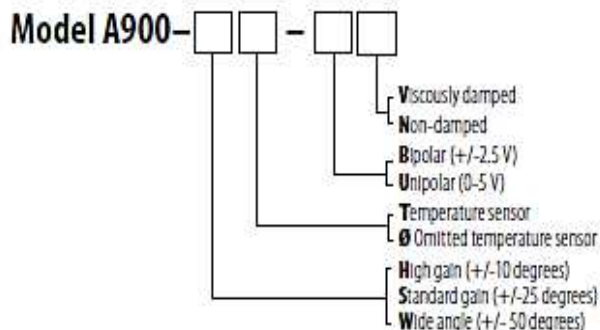 Model A900– –
Viscously damped
Non-damped
Bipolar (+/-2.5 V)
Unipolar (0-5 V)
Temperature sensor
Ø Omitted temperature sensor
High gain (+/-10 degrees)
Standard gain (+/-25 degrees)
Wide angle (+/- 50 degrees)